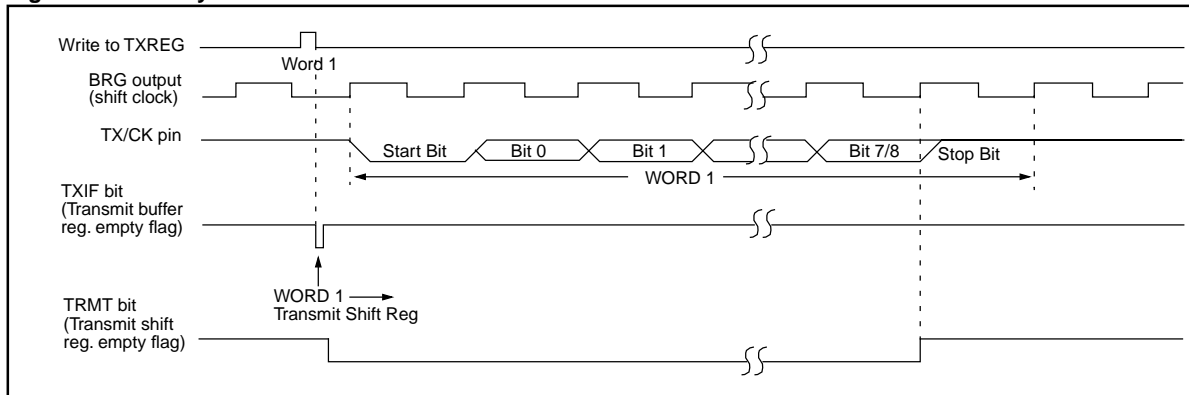 Write to TXREG
Word 1
BRG output
(shift clock)
TX/CK pin
Start Bit
Bit 0
Bit 1
Bit 7/8
Stop Bit
WORD 1
TXIF bit
(Transmit buffer
reg. empty flag)
WORD 1
Transmit Shift Reg
TRMT bit
(Transmit shift
reg. empty flag)